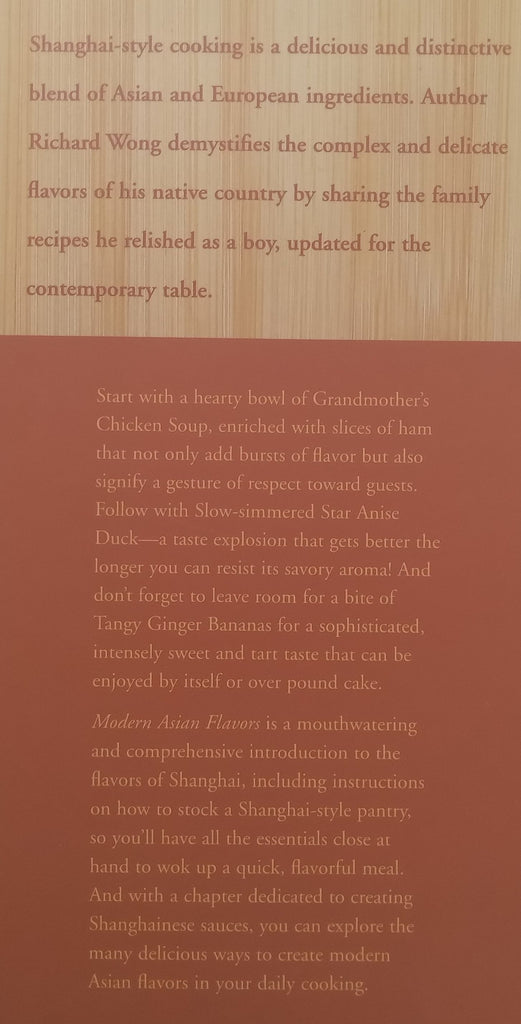 Shanghai-style cooking is a delicious and distinctive
blend of Asian and European ingredients. Author
Richard Wong demystifies the complex and delicate
flavors of his native country by sharing the family
recipes he relished as a boy, updated for the
contemporary table.
Start with a hearty bowl of Grandmother's
Chicken Soup, enriched with slices of ham
that not only add bursts of flavor but also
signify a gesture of respect toward guests.
Follow with Slow-simmered Star Anise
Duck—a taste explosion that gets better the
longer you can resist its savory aroma! And
don't forget to leave room for a bite of
Tangy Ginger Bananas for a sophisticated,
intensely sweet and tart taste that can be
enjoyed by itself or over pound cake.
Modern Asian Flavors is a mouthwatering
and comprehensive introduction to the
flavors of Shanghai, including instructions
on how to stock a Shanghai-style pantry,
so you'll have all the essentials close at
hand to wok up a quick, flavorful meal.
And with a chapter dedicated to creating
Shanghainese sauces, you can explore the
many delicious ways to create modern
Asian flavors in your daily cooking.